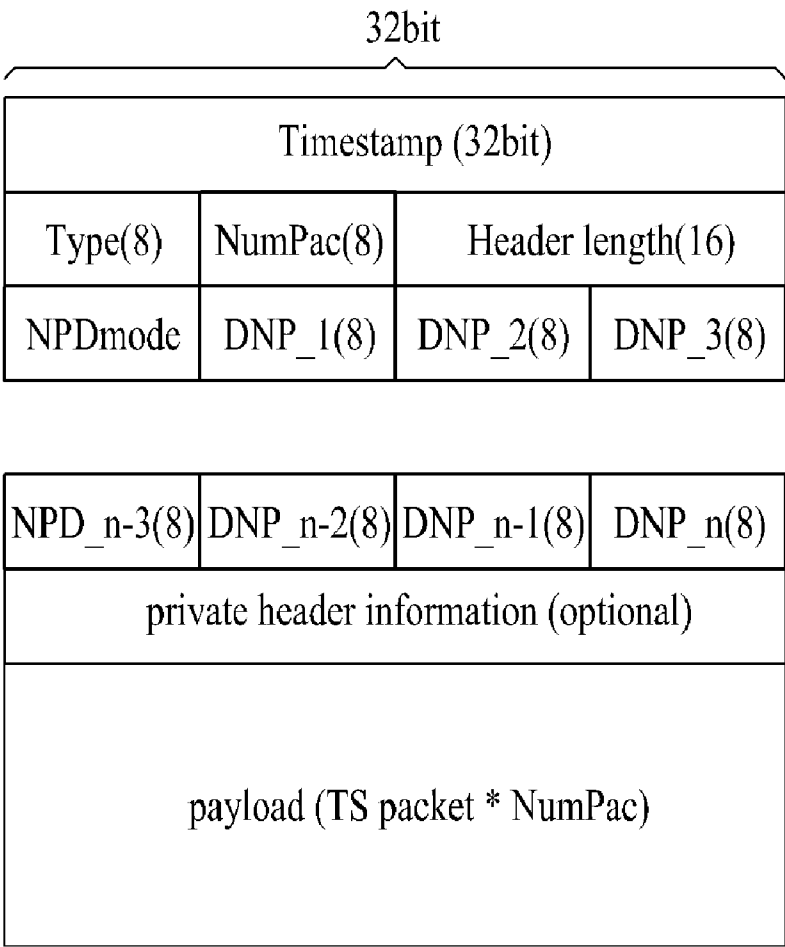 32bit
Timestamp (32bit)
Type(8) NumPac(8) Header length(16)
NPDmode DNP_1(8) DNP_2(8) DNP_3(8)
NPD_n-3(8) DNP_n-2(8) DNP_n-1(8) DNP_n(8)
private header information (optional)
payload (TS packet * NumPac)